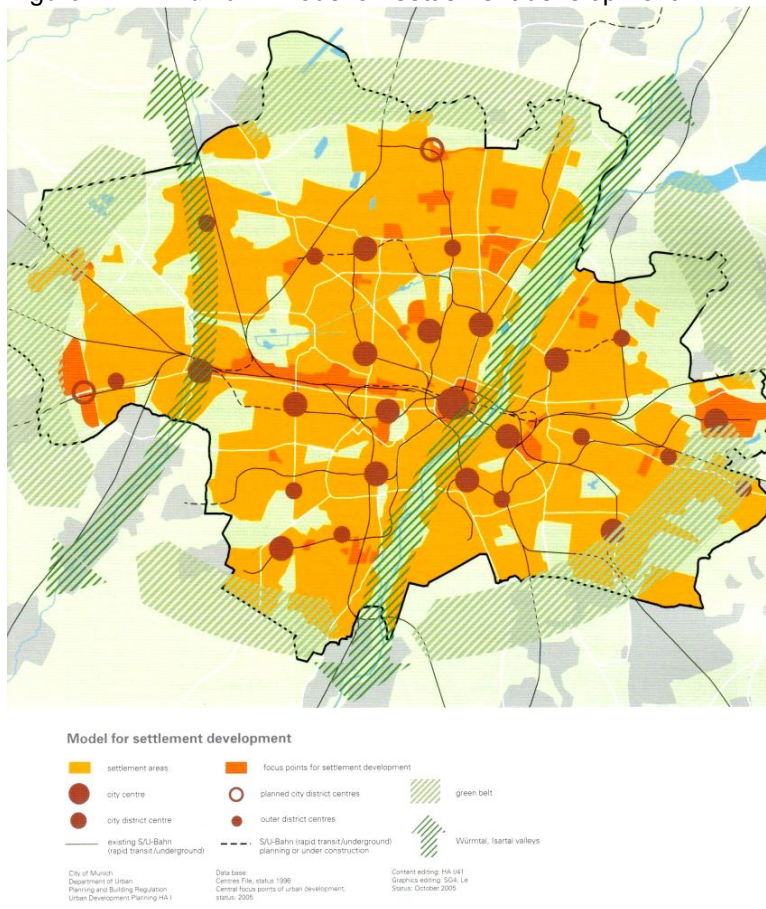 Model for settlement development
settlement areas
focus points for settlement development
city centre
planned city district centres
green belt
city district centre
outer district centres
existing S/U-Bahn
(rapid transit/underground)
S/U-Bahn (rapid transit/underground)
planning or under construction
Würmtal, Isartal valleys
City of Munich
Department of Urban
Planning and Building Regulation
Urban Development Planning HA I
Data base:
Centres File, status 1996
Central focus points of urban development,
status: 2005
Content editing: HA I/41
Graphics editing: SG4, Le
Status: October 2005